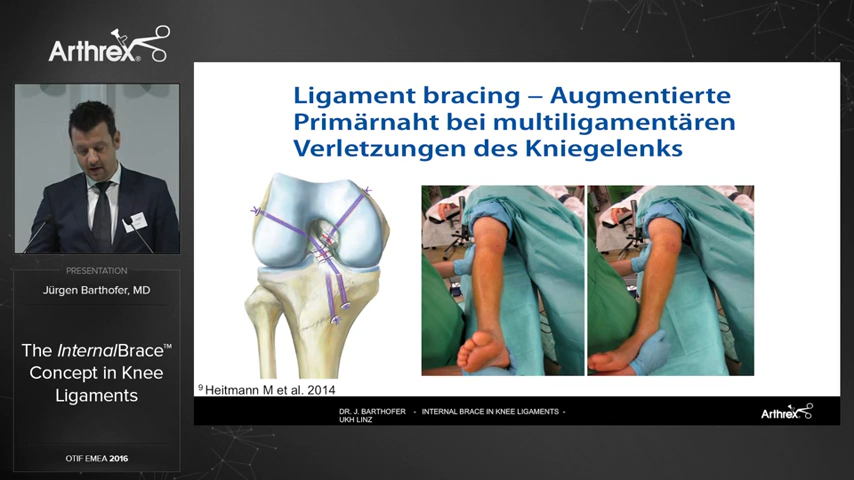 Arthrex®
PRESENTATION
Jürgen Barthofer, MD
The InternalBrace™
Concept in Knee
Ligaments
OTIF EMEA 2016
Ligament bracing – Augmentierte
Primärnaht bei multiligamentären
Verletzungen des Kniegelenks
9 Heitmann M et al. 2014
DR. J. BARTHOFER - INTERNAL BRACE IN KNEE LIGAMENTS -
UKH LINZ
Arthrex